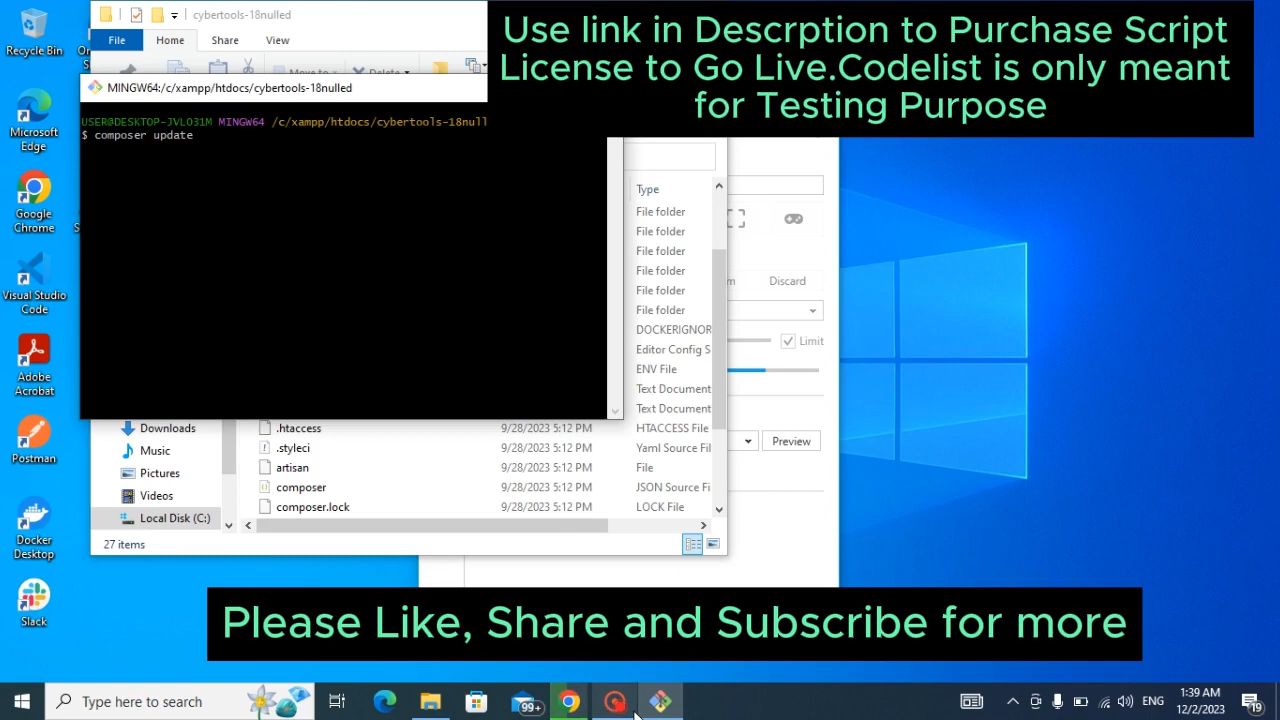 Recycle Bin
cybertools-18nulled
File
Home
Share
View
Use link in Descrption to Purchase Script
License to Go Live.Codelist is only meant
for Testing Purpose
Move to
Delete
MINGW64:/c/xampp/htdocs/cybertools-18nulled
USER@DESKTOP-JVLO31M MINGW64 /c/xampp/htdocs/cybertools-18null
$ composer update
Microsoft
Edge
Google
Chrome
Visual Studio
Code
Adobe
Acrobat
Postman
Docker
Desktop
Slack
Type
File folder
File folder
File folder
File folder
File folder
File folder
DOCKERIGNOR
Editor Config S
ENV File
Text Document
Text Document
Discard
Limit
Preview
Downloads
.htaccess 9/28/2023 5:12 PM HTACCESS File
Music
.styleci 9/28/2023 5:12 PM Yaml Source Fil
Pictures
artisan 9/28/2023 5:12 PM File
Videos
composer 9/28/2023 5:12 PM JSON Source Fi
Local Disk (C:)
composer.lock 9/28/2023 5:12 PM LOCK File
27 items
Please Like, Share and Subscribe for more
Type here to search
99+
ENG
1:39 AM
12/2/2023
19